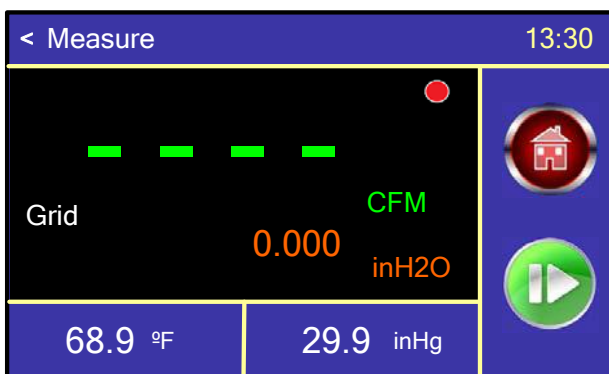 < Measure 13:30
- - - -
Grid CFM
0.000 inH2O
68.9 ºF 29.9 inHg